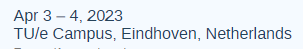 Apr 3 – 4, 2023
TU/e Campus, Eindhoven, Netherlands